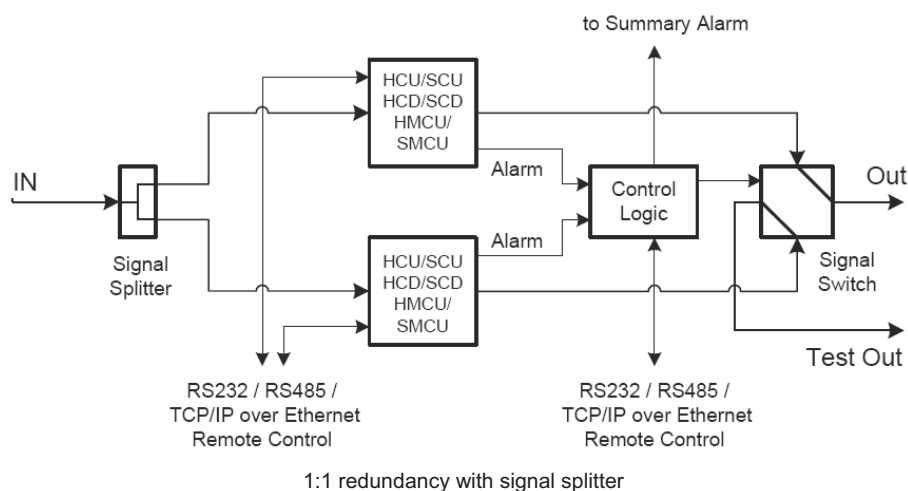 to Summary Alarm
HCU/SCU
HCD/SCD
HMCU/
SMCU
Alarm
IN
Control
Logic
Out
Signal
Splitter
Alarm
HCU/SCU
HCD/SCD
HMCU/
SMCU
Signal
Switch
Test Out
RS232 / RS485 /
TCP/IP over Ethernet
Remote Control
RS232 / RS485 /
TCP/IP over Ethernet
Remote Control
1:1 redundancy with signal splitter